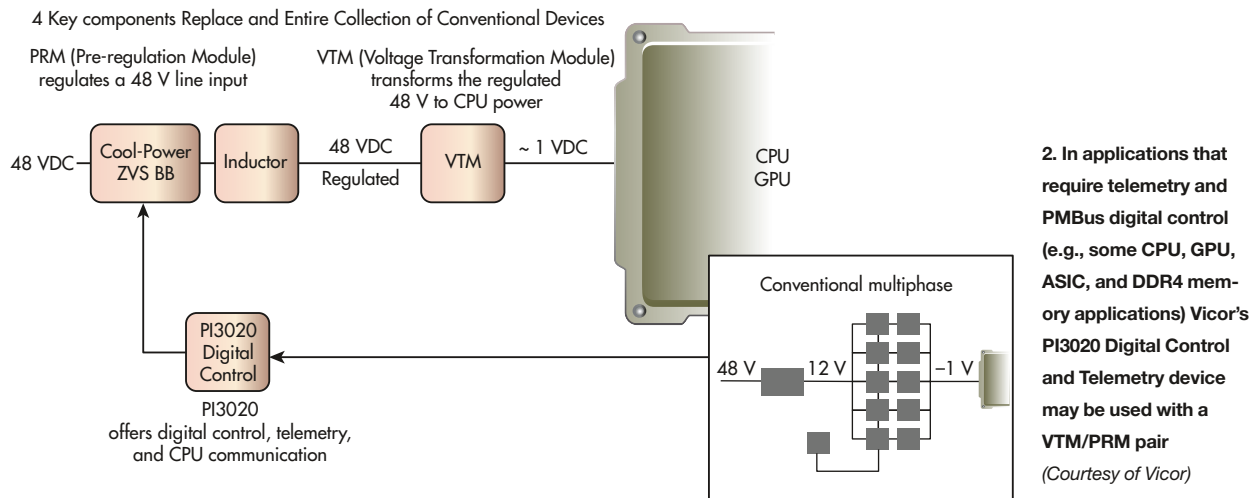 4 Key components Replace and Entire Collection of Conventional Devices
PRM (Pre-regulation Module)
regulates a 48 V line input
VTM (Voltage Transformation Module)
transforms the regulated
48 V to CPU power
48 VDC
Cool-Power
ZVS BB
Inductor
48 VDC
Regulated
VTM
~ 1 VDC
CPU
GPU
PI3020
Digital
Control
PI3020
offers digital control, telemetry,
and CPU communication
Conventional multiphase
48 V
12 V
–1 V
2. In applications that
require telemetry and
PMBus digital control
(e.g., some CPU, GPU,
ASIC, and DDR4 mem-
ory applications) Vicor’s
PI3020 Digital Control
and Telemetry device
may be used with a
VTM/PRM pair
(Courtesy of Vicor)